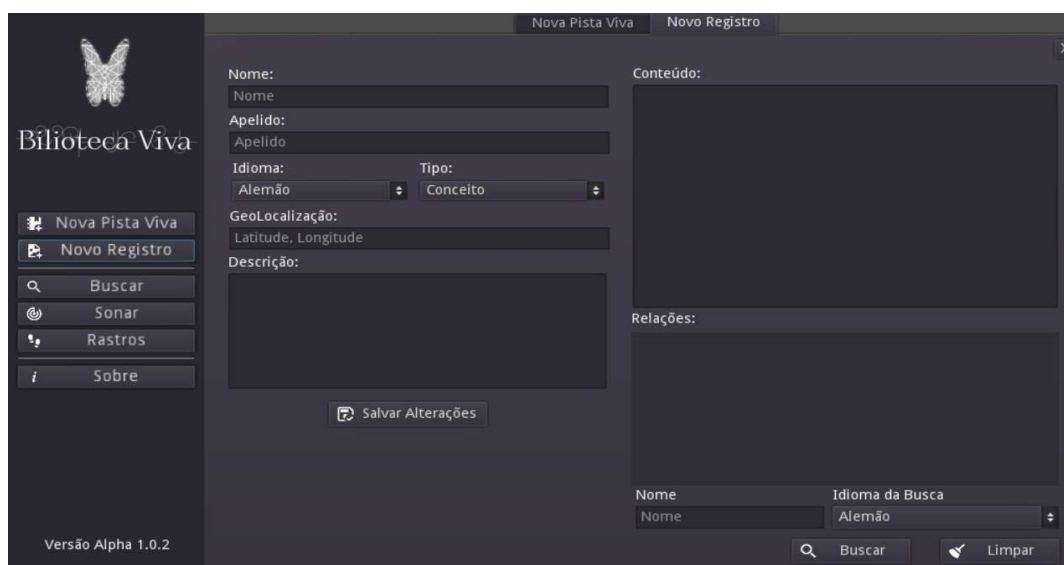 Bilioteca Viva
Nova Pista Viva
Novo Registro
Buscar
Sonar
Rastros
Sobre
Versão Alpha 1.0.2
Nova Pista Viva Novo Registro
Nome:
Nome
Apelido:
Apelido
Idioma: Tipo:
Alemão Conceito
GeoLocalização:
Latitude, Longitude
Descrição:
Salvar Alterações
Conteúdo:
Relações:
Nome Idioma da Busca
Nome Alemão
Buscar Limpar